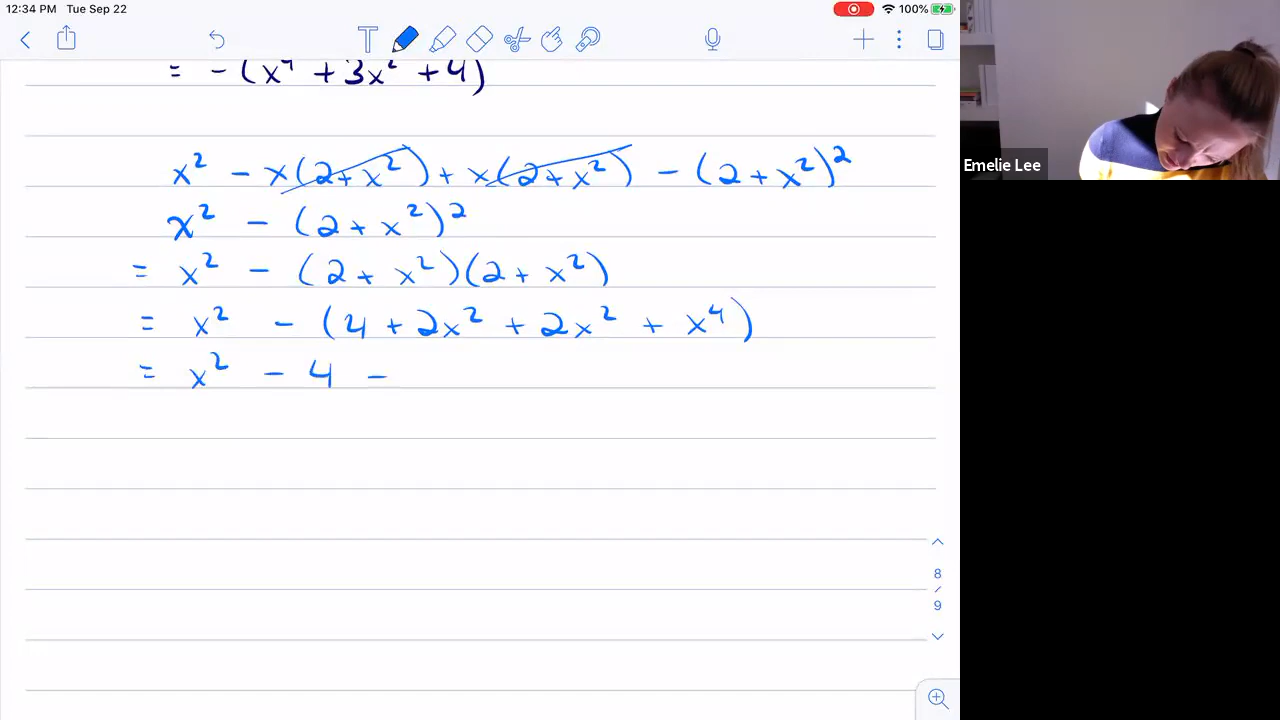 12:34 PM Tue Sep 22
100%
= - (x⁴ + 3x² + 4)
x² - x(2 + x²) + x(2 + x²) - (2 + x²)²
x² - (2 + x²)²
= x² - (2 + x²)(2 + x²)
= x² - (4 + 2x² + 2x² + x⁴)
= x² - 4 -
8
/
9
Emelie Lee